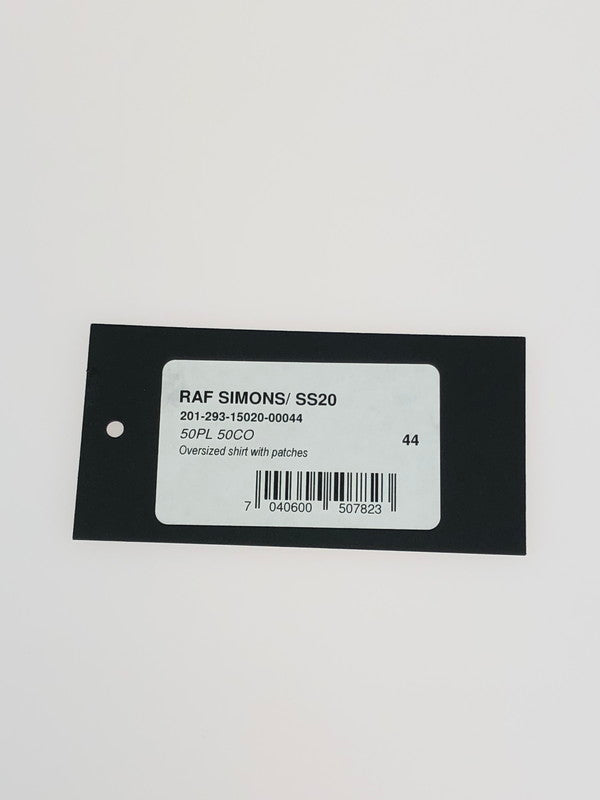 RAF SIMONS/ SS20
201-293-15020-00044
50PL 50CO
44
Oversized shirt with patches
7 040600 507823